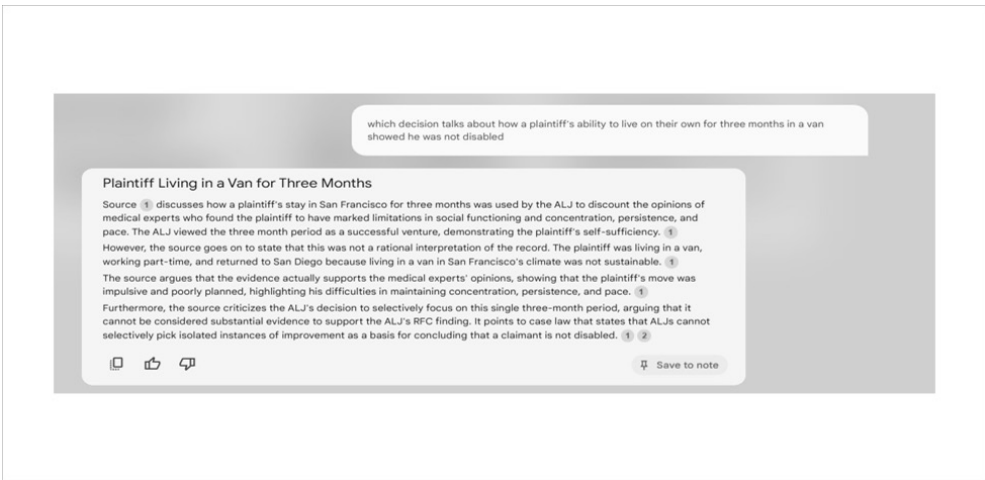 which decision talks about how a plaintiff's ability to live on their own for three months in a van
showed he was not disabled
Plaintiff Living in a Van for Three Months
Source 1 discusses how a plaintiff's stay in San Francisco for three months was used by the ALJ to discount the opinions of
medical experts who found the plaintiff to have marked limitations in social functioning and concentration, persistence, and
pace. The ALJ viewed the three month period as a successful venture, demonstrating the plaintiff's self-sufficiency. 1
However, the source goes on to state that this was not a rational interpretation of the record. The plaintiff was living in a van,
working part-time, and returned to San Diego because living in a van in San Francisco's climate was not sustainable. 1
The source argues that the evidence actually supports the medical experts' opinions, showing that the plaintiff's move was
impulsive and poorly planned, highlighting his difficulties in maintaining concentration, persistence, and pace. 1
Furthermore, the source criticizes the ALJ's decision to selectively focus on this single three-month period, arguing that it
cannot be considered substantial evidence to support the ALJ's RFC finding. It points to case law that states that ALJs cannot
selectively pick isolated instances of improvement as a basis for concluding that a claimant is not disabled. 1 2
Save to note